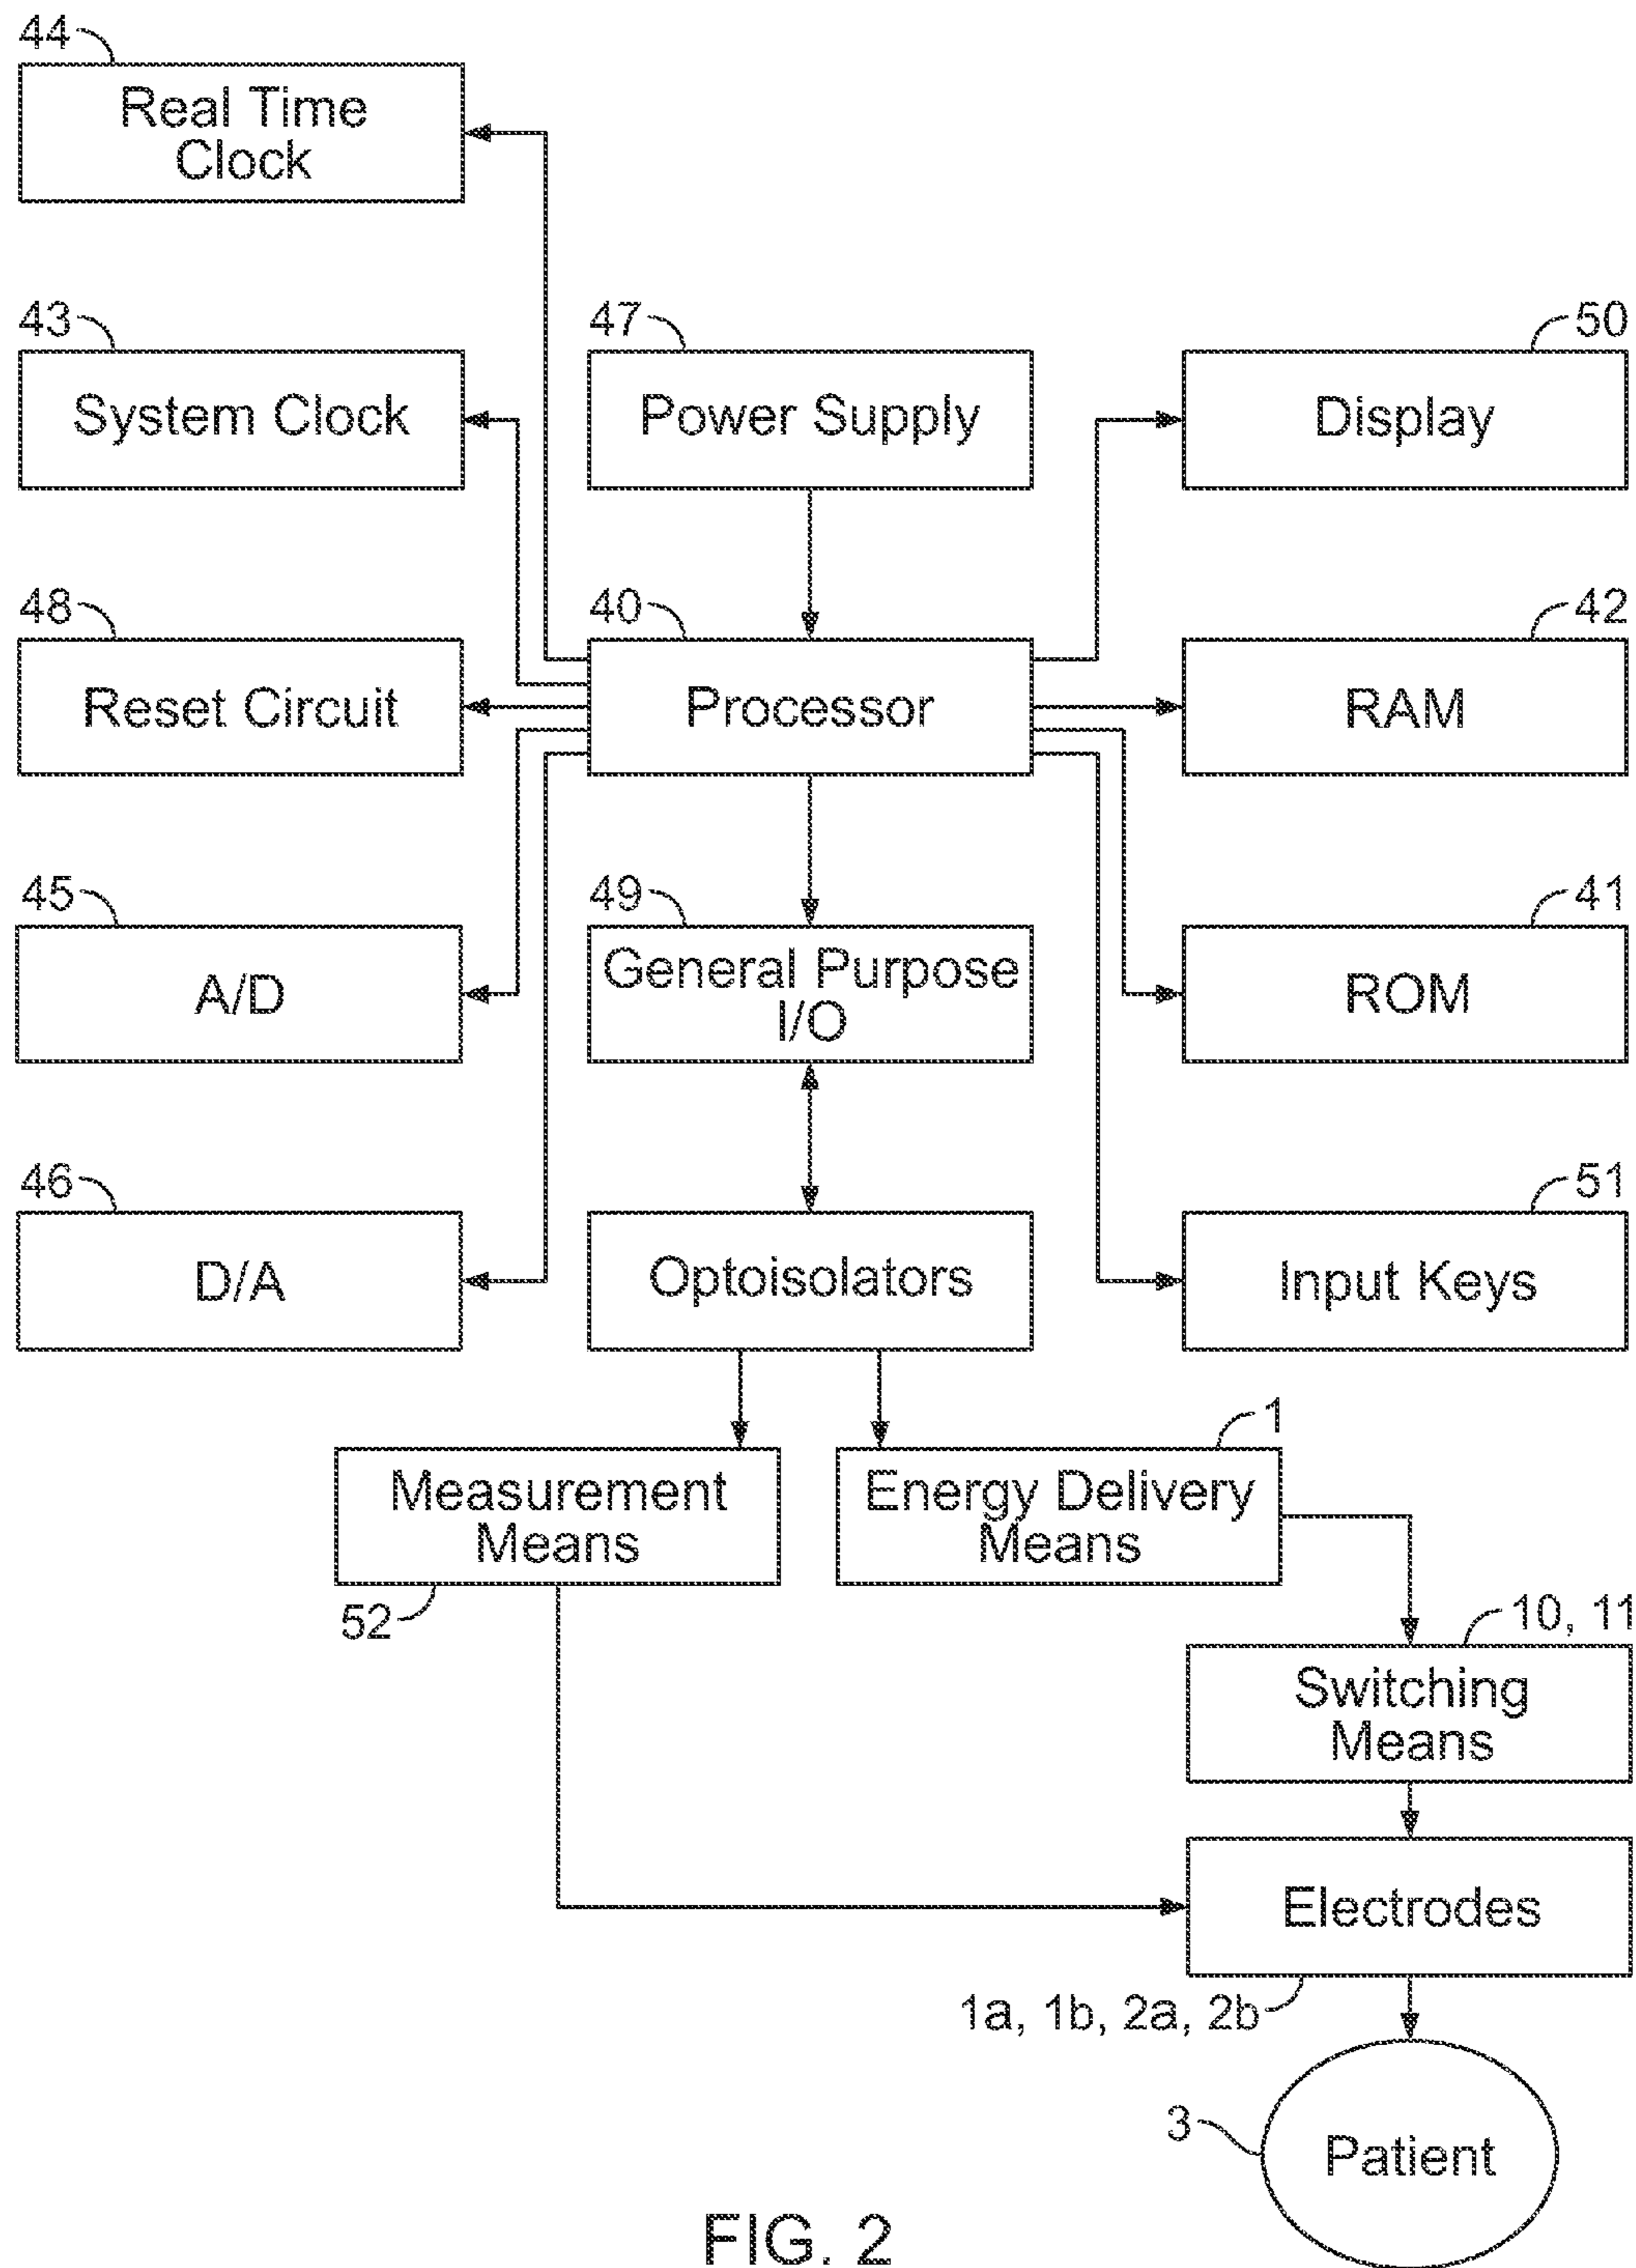 44
Real Time
Clock
43
System Clock
47
Power Supply
50
Display
48
Reset Circuit
40
Processor
42
RAM
45
A/D
49
General Purpose
I/O
41
ROM
46
D/A
Optoisolators
51
Input Keys
Measurement
Means
52
1
Energy Delivery
Means
10, 11
Switching
Means
Electrodes
1a, 1b, 2a, 2b
3
Patient
FIG. 2